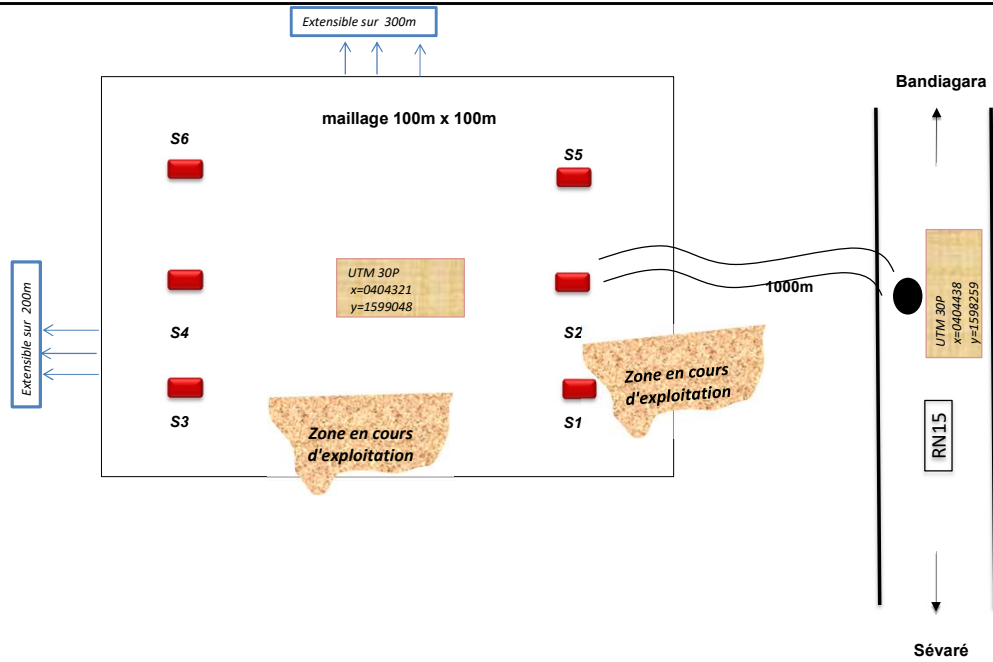 Extensible sur 300m
Bandiagara
maillage 100m x 100m
S6
S5
UTM 30P
x=0404321
y=1599048
1000m
UTM 30P
x=0404438
y=1598259
Extensible sur 200m
S4
S2
Zone en cours
d'exploitation
S3
S1
Zone en cours
d'exploitation
RN15
Sévaré